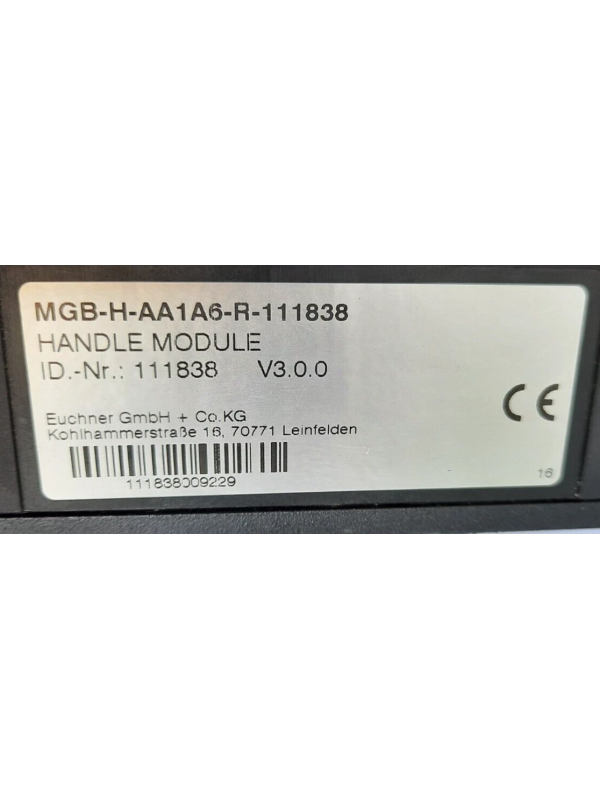 MGB-H-AA1A6-R-111838
HANDLE MODULE
ID.-Nr.: 111838 V3.0.0
Euchner GmbH + Co.KG
Kohlhammerstraße 16, 70771 Leinfelden
CE
111838009229
16